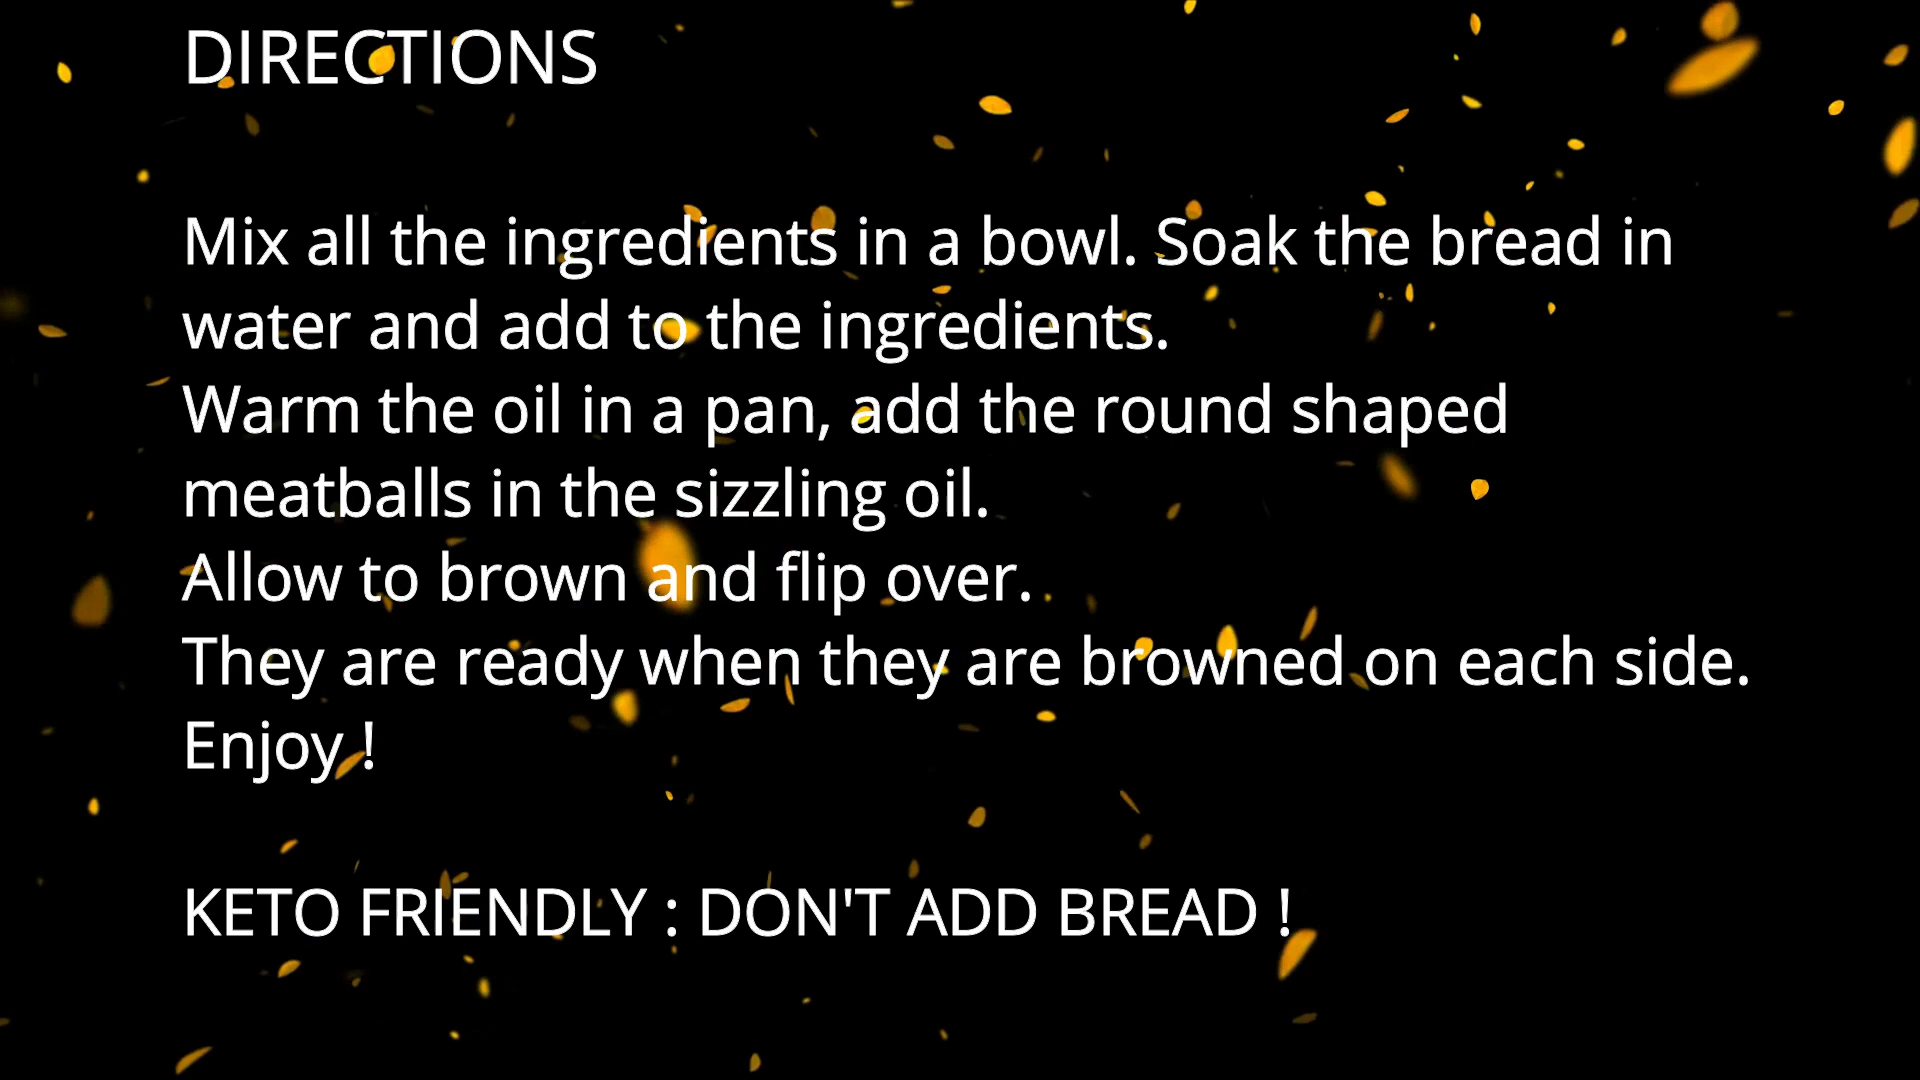 DIRECTIONS
Mix all the ingredients in a bowl. Soak the bread in
water and add to the ingredients.
Warm the oil in a pan, add the round shaped
meatballs in the sizzling oil.
Allow to brown and flip over.
They are ready when they are browned on each side.
Enjoy !
KETO FRIENDLY : DON'T ADD BREAD !